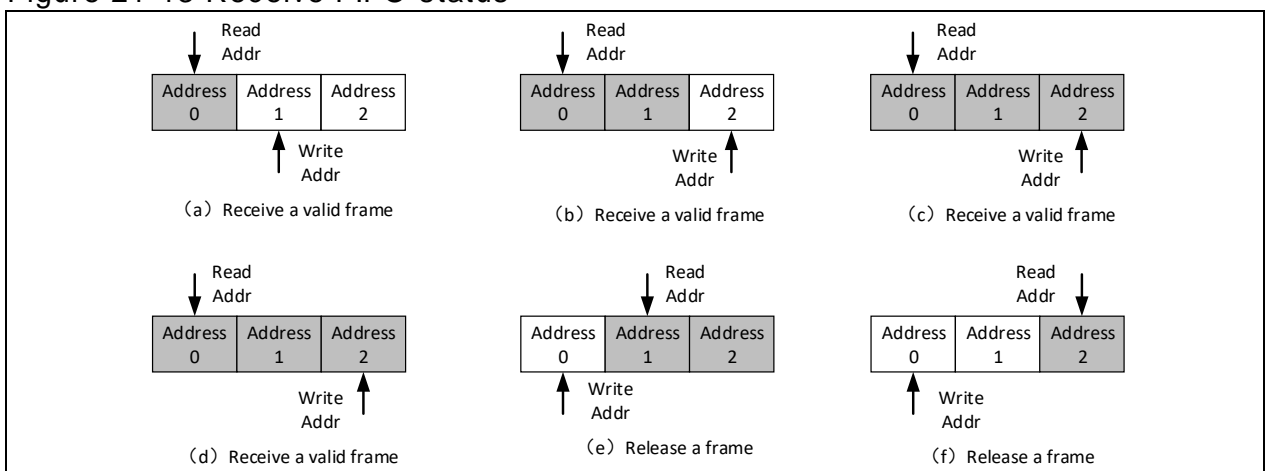 Receive FIFO status
Read
Addr
Address 0
Address 1
Address 2
Write
Addr
（a）Receive a valid frame
Read
Addr
Address 0
Address 1
Address 2
Write
Addr
（b）Receive a valid frame
Read
Addr
Address 0
Address 1
Address 2
Write
Addr
（c）Receive a valid frame
Read
Addr
Address 0
Address 1
Address 2
Write
Addr
（d）Receive a valid frame
Read
Addr
Address 0
Address 1
Address 2
Write
Addr
（e）Release a frame
Read
Addr
Address 0
Address 1
Address 2
Write
Addr
（f）Release a frame